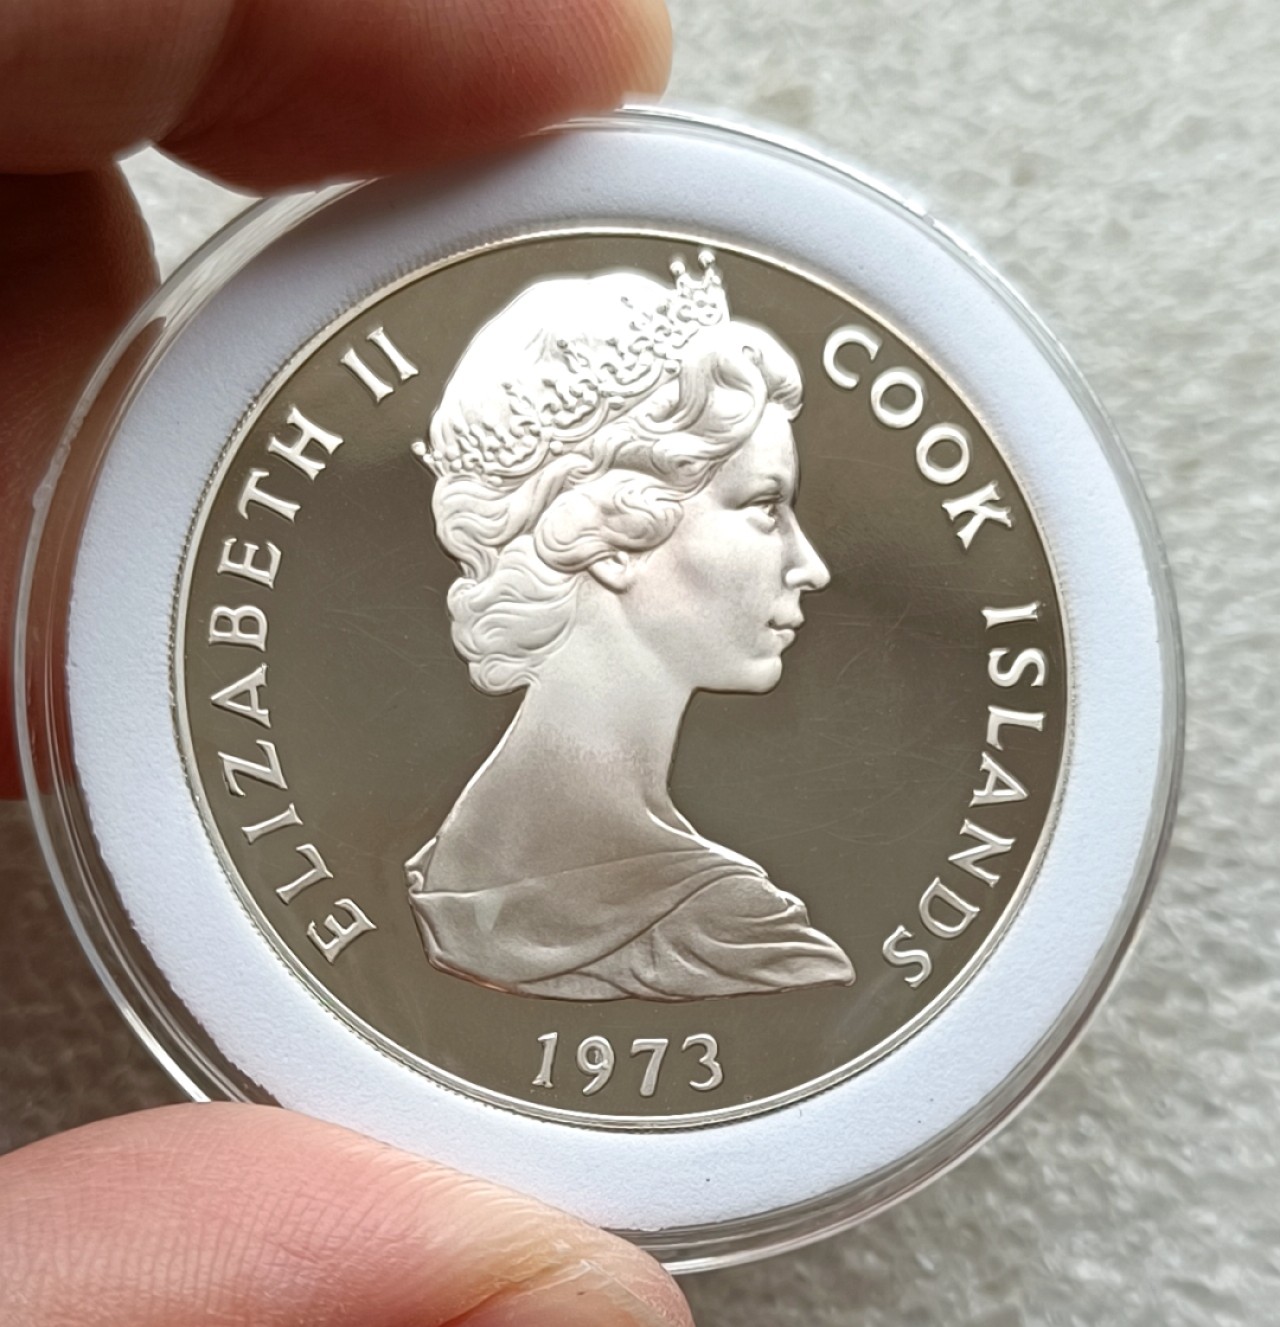 ELIZABETH II
COOK ISLANDS
1973